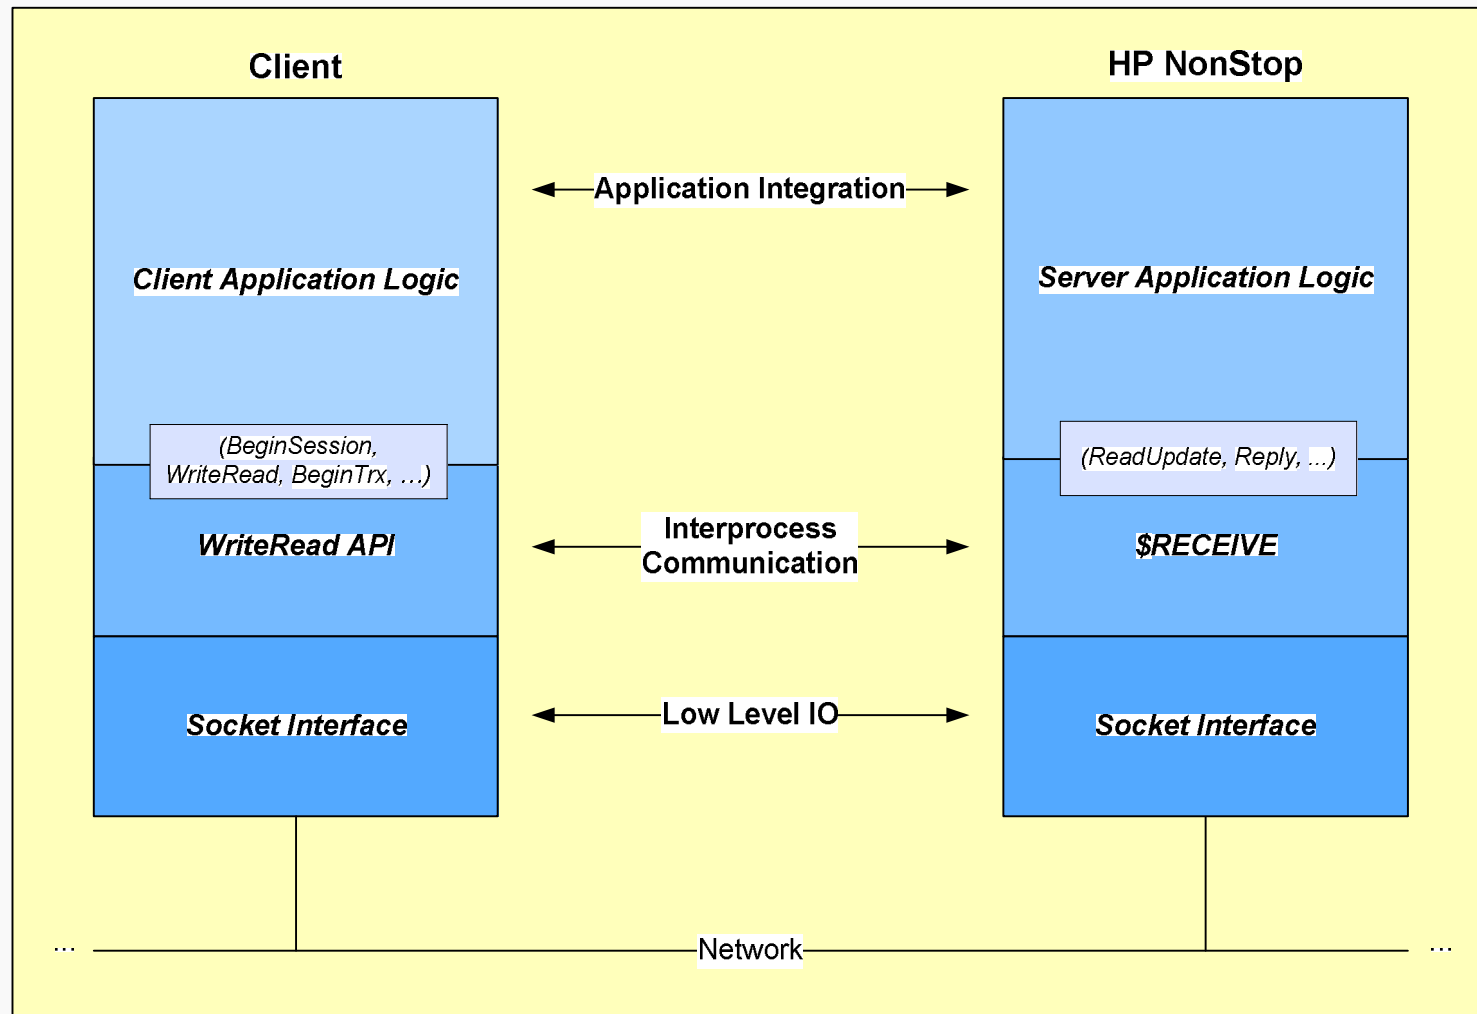 Client
HP NonStop
Application Integration
Client Application Logic
Server Application Logic
(BeginSession,
WriteRead, BeginTrx, …)
(ReadUpdate, Reply, ...)
WriteRead API
Interprocess
Communication
$RECEIVE
Socket Interface
Low Level IO
Socket Interface
...
Network
...